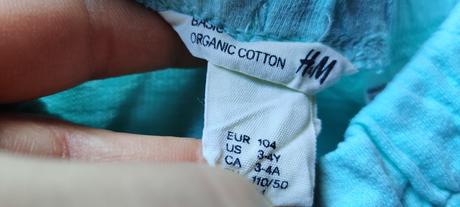 BASIC
ORGANIC COTTON
H&M
EUR 104
US 3-4Y
CA 3-4A
110/50